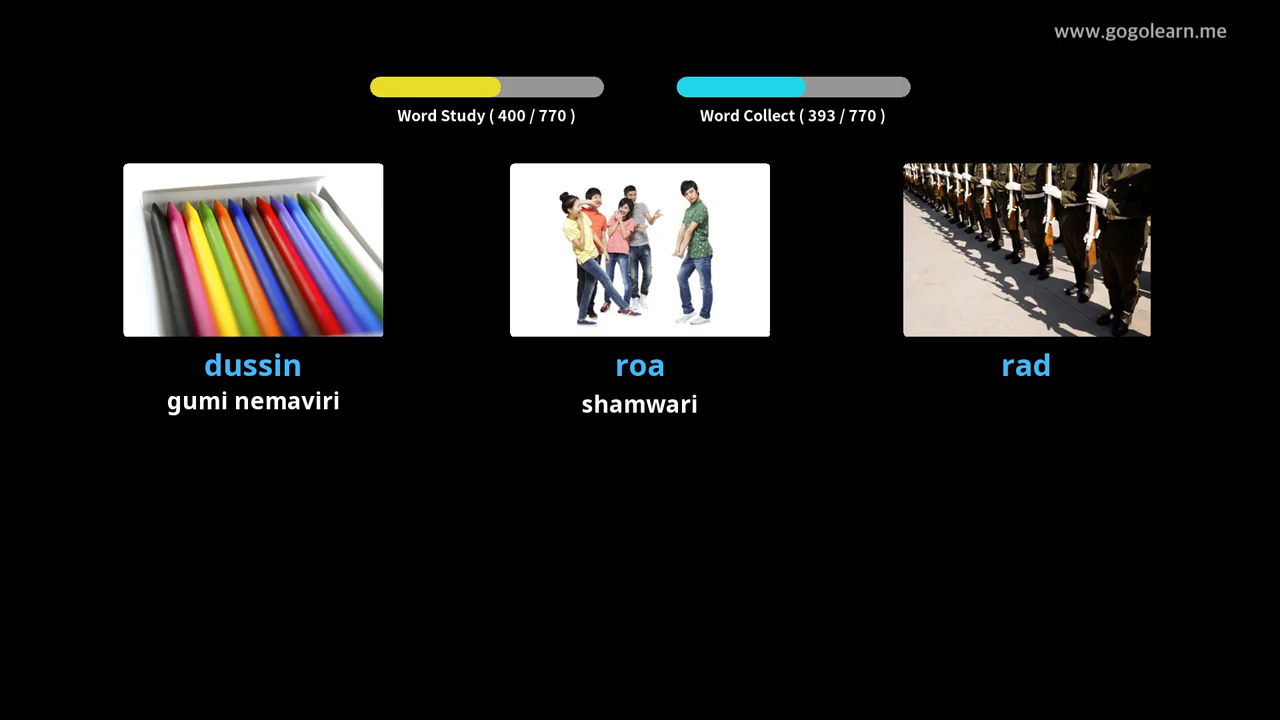 www.gogolearn.me
Word Study ( 400 / 770 )
Word Collect ( 393 / 770 )
dussin
gumi nemaviri
roa
shamwari
rad